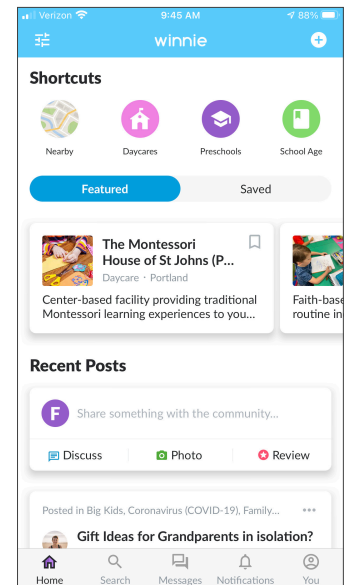 Verizon 9:45 AM 88%
winnie
Shortcuts
Nearby Daycares Preschools School Age
Featured Saved
The Montessori
House of St Johns (P...
Daycare · Portland
Center-based facility providing traditional
Montessori learning experiences to you...
Faith-base
routine in
Recent Posts
F Share something with the community...
Discuss Photo Review
Posted in Big Kids, Coronavirus (COVID-19), Family...
Gift Ideas for Grandparents in isolation?
Home Search Messages Notifications You